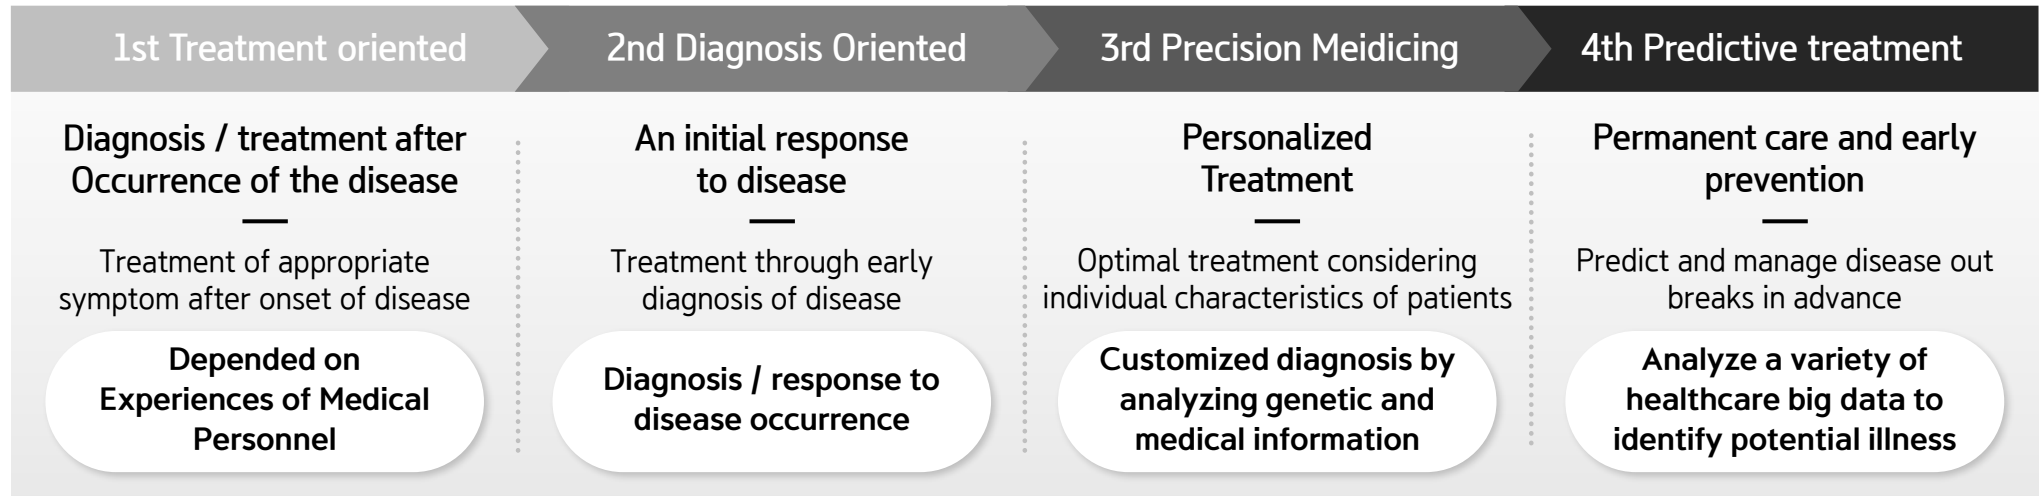 1st Treatment oriented
2nd Diagnosis Oriented
3rd Precision Meidicing
4th Predictive treatment
Diagnosis / treatment after
Occurrence of the disease
Treatment of appropriate
symptom after onset of disease
Depended on
Experiences of Medical
Personnel
An initial response
to disease
Treatment through early
diagnosis of disease
Diagnosis / response to
disease occurrence
Personalized
Treatment
Optimal treatment considering
individual characteristics of patients
Customized diagnosis by
analyzing genetic and
medical information
Permanent care and early
prevention
Predict and manage disease out
breaks in advance
Analyze a variety of
healthcare big data to
identify potential illness